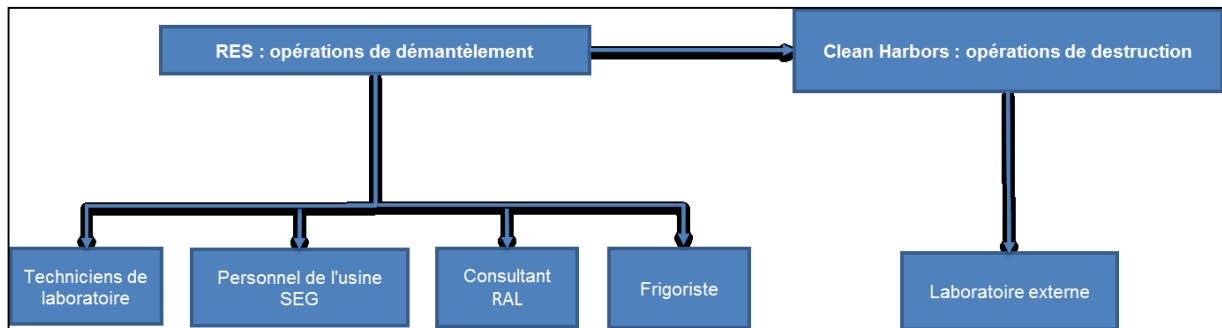 RES : opérations de démantèlement
Clean Harbors : opérations de destruction
Techniciens de
laboratoire
Personnel de l'usine
SEG
Consultant
RAL
Frigoriste
Laboratoire externe